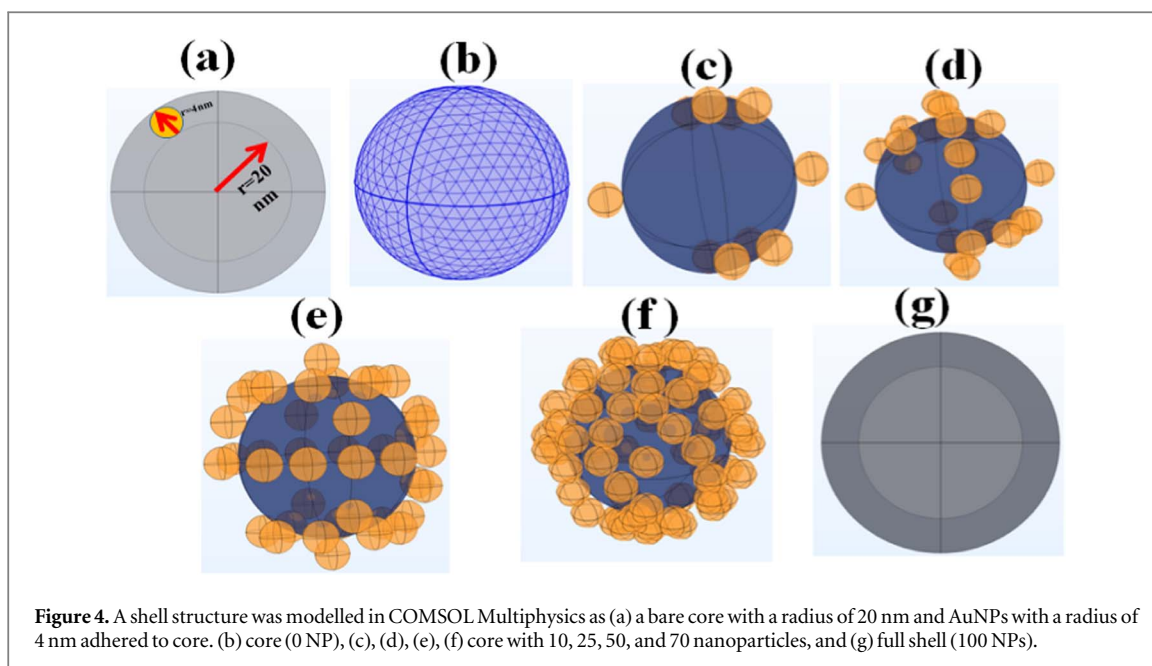 (a)
(b)
(c)
(d)
r=4nm
r=20
nm
(e)
(f )
(g)
Figure 4. A shell structure was modelled in COMSOL Multiphysics as (a) a bare core with a radius of 20 nm and AuNPs with a radius of
4 nm adhered to core. (b) core (0 NP), (c), (d), (e), (f) core with 10, 25, 50, and 70 nanoparticles, and (g) full shell (100 NPs).